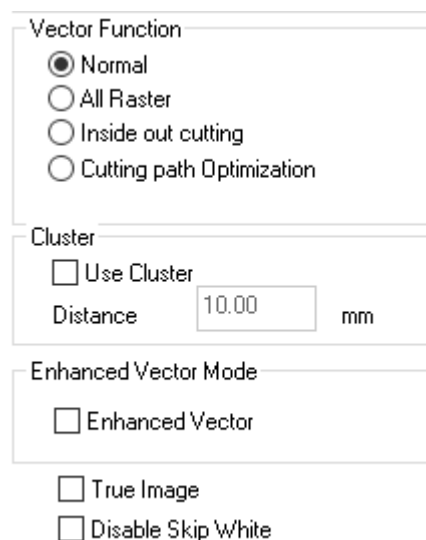 Vector Function
Normal
All Raster
Inside out cutting
Cutting path Optimization
Cluster
Use Cluster
Distance 10.00 mm
Enhanced Vector Mode
Enhanced Vector
True Image
Disable Skip White